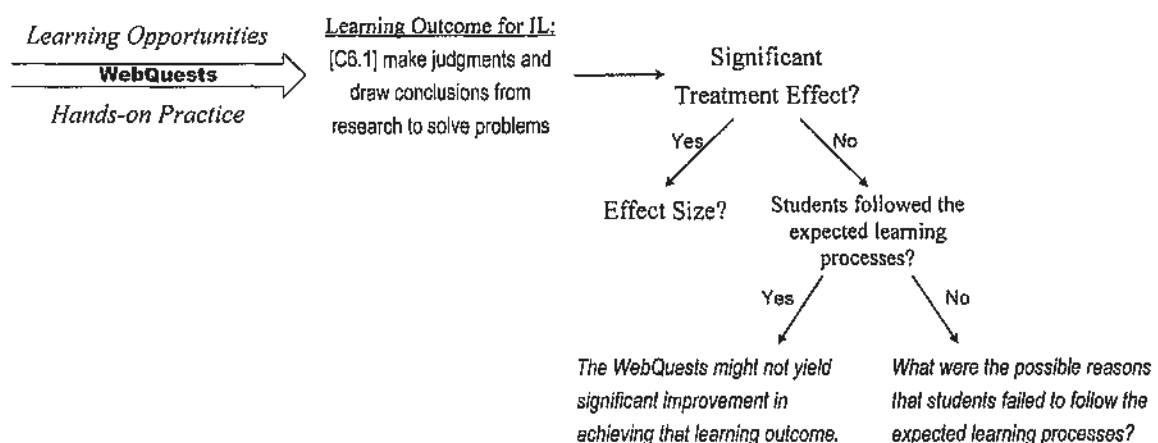 Learning Opportunities
WebQuests
Hands-on Practice
Learning Outcome for IL:
[C6.1] make judgments and
draw conclusions from
research to solve problems
Significant
Treatment Effect?
Yes
No
Effect Size?
Students followed the
expected learning
processes?
Yes
No
The WebQuests might not yield
significant improvement in
achieving that learning outcome.
What were the possible reasons
that students failed to follow the
expected learning processes?